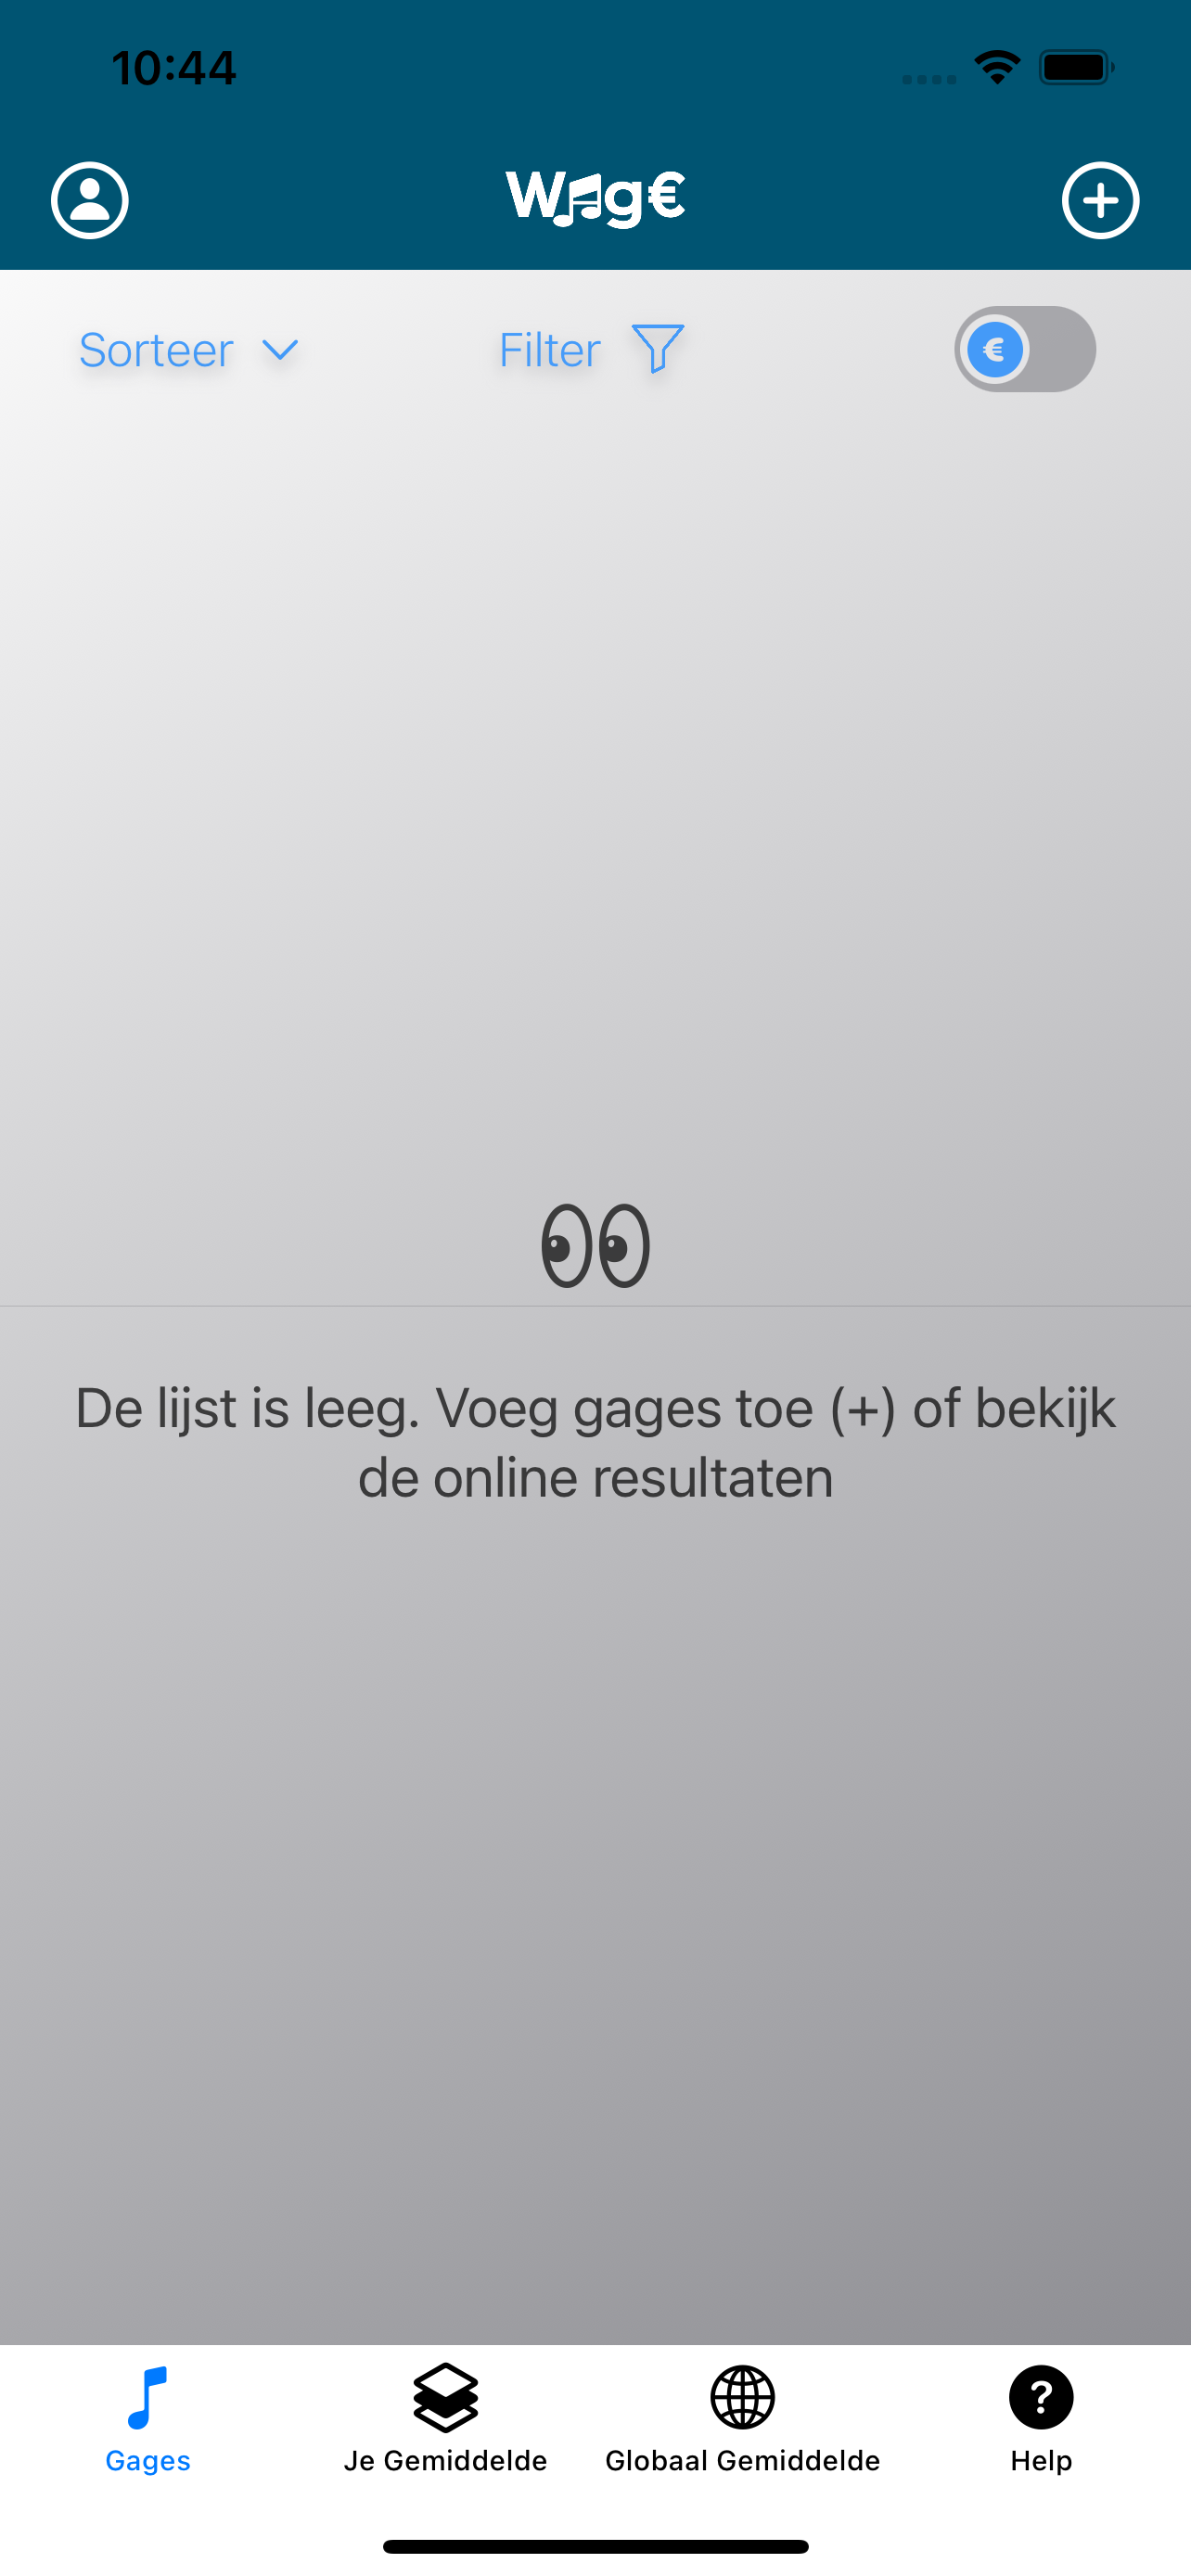 10:44
Wag€
Sorteer
Filter
€
De lijst is leeg. Voeg gages toe (+) of bekijk
de online resultaten
Gages
Je Gemiddelde
Globaal Gemiddelde
?
Help